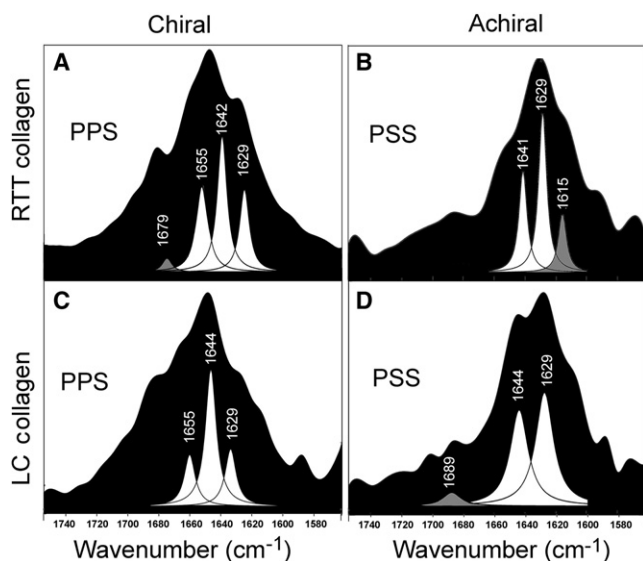 Chiral
Achiral
RTT collagen
A
PPS
1679
1655
1642
1629
B
PSS
1641
1629
1615
LC collagen
C
PPS
1655
1644
1629
D
PSS
1689
1644
1629
1740 1720 1700 1680 1660 1640 1620 1600 1580
1740 1720 1700 1680 1660 1640 1620 1600 1580
Wavenumber (cm⁻¹)
Wavenumber (cm⁻¹)